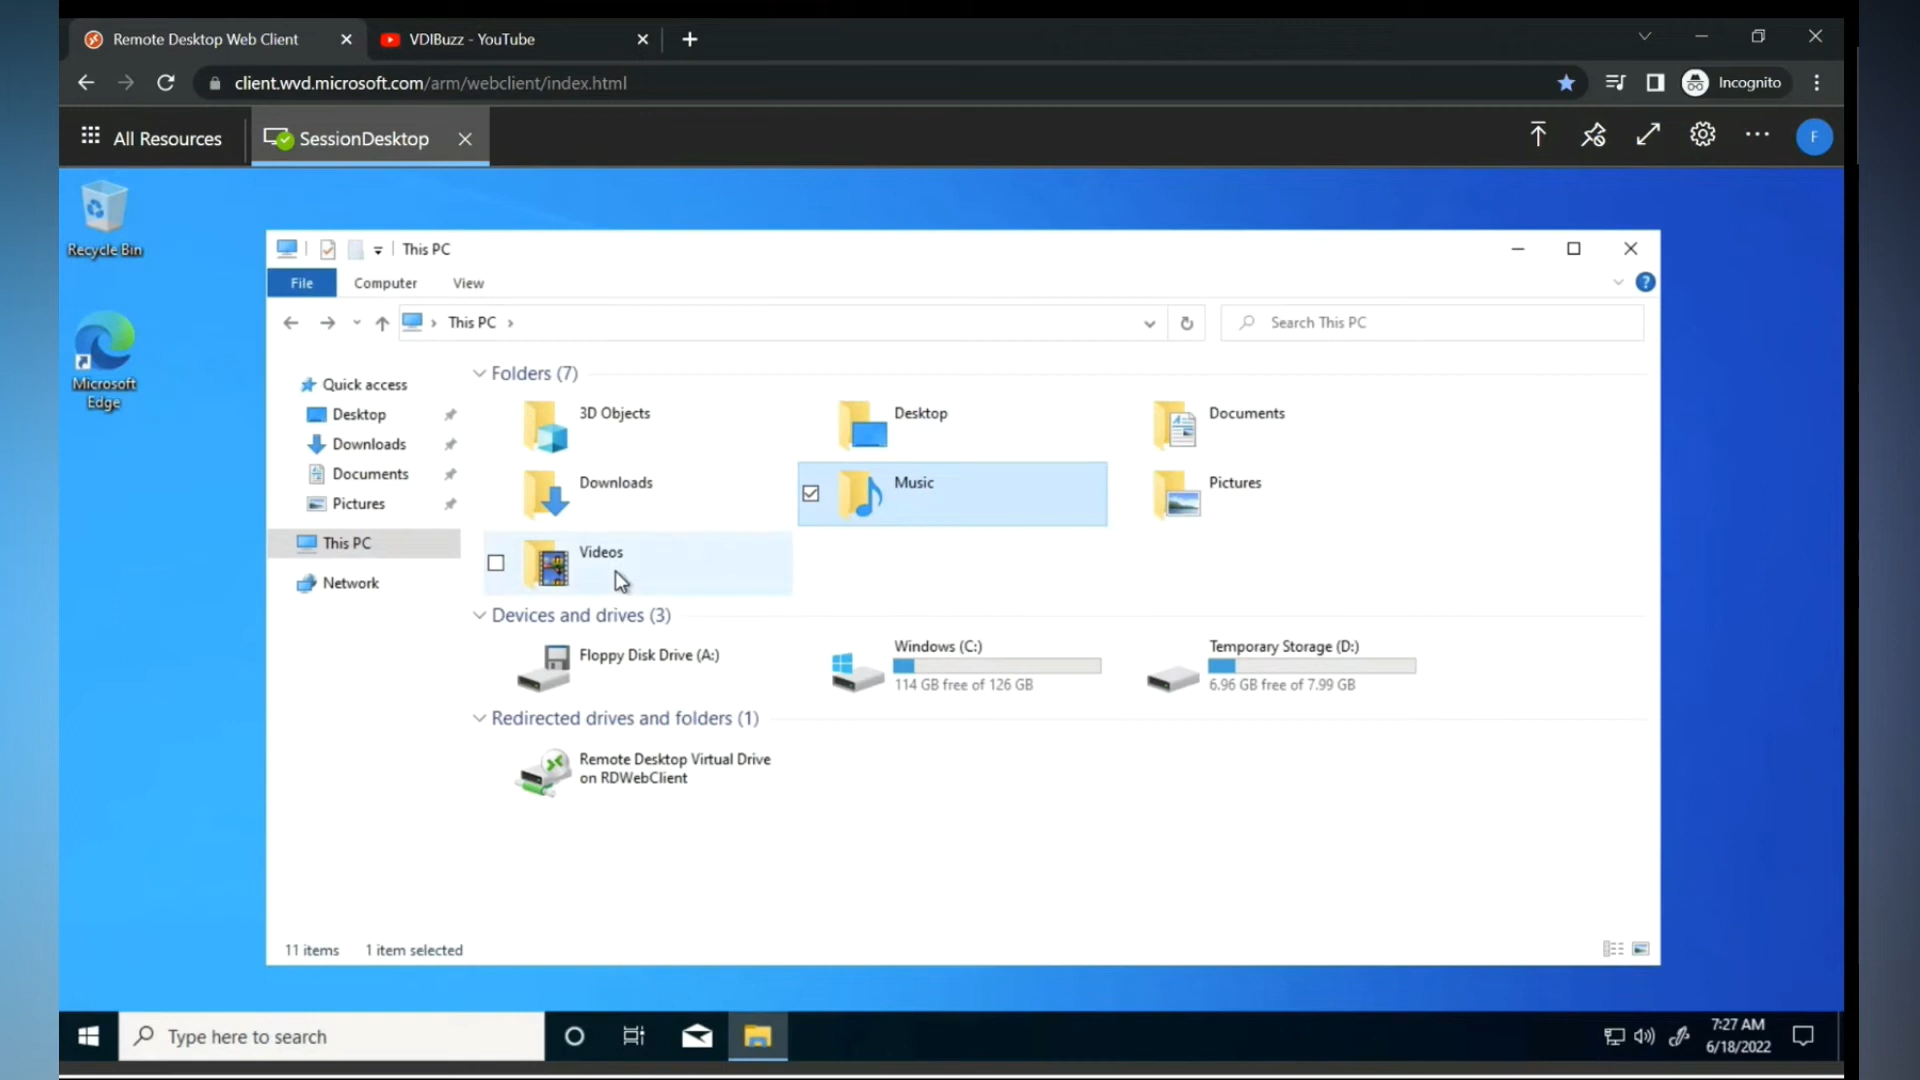 Remote Desktop Web Client
VDIBuzz - YouTube
client.wvd.microsoft.com/arm/webclient/index.html
Incognito
All Resources
SessionDesktop
F
Recycle Bin
Microsoft
Edge
This PC
File
Computer
View
?
This PC
Search This PC
Quick access
Desktop
Downloads
Documents
Pictures
This PC
Network
Folders (7)
3D Objects
Desktop
Documents
Downloads
Music
Pictures
Videos
Devices and drives (3)
Floppy Disk Drive (A:)
Windows (C:)
114 GB free of 126 GB
Temporary Storage (D:)
6.96 GB free of 7.99 GB
Redirected drives and folders (1)
Remote Desktop Virtual Drive
on RDWebClient
11 items
1 item selected
Type here to search
7:27 AM
6/18/2022